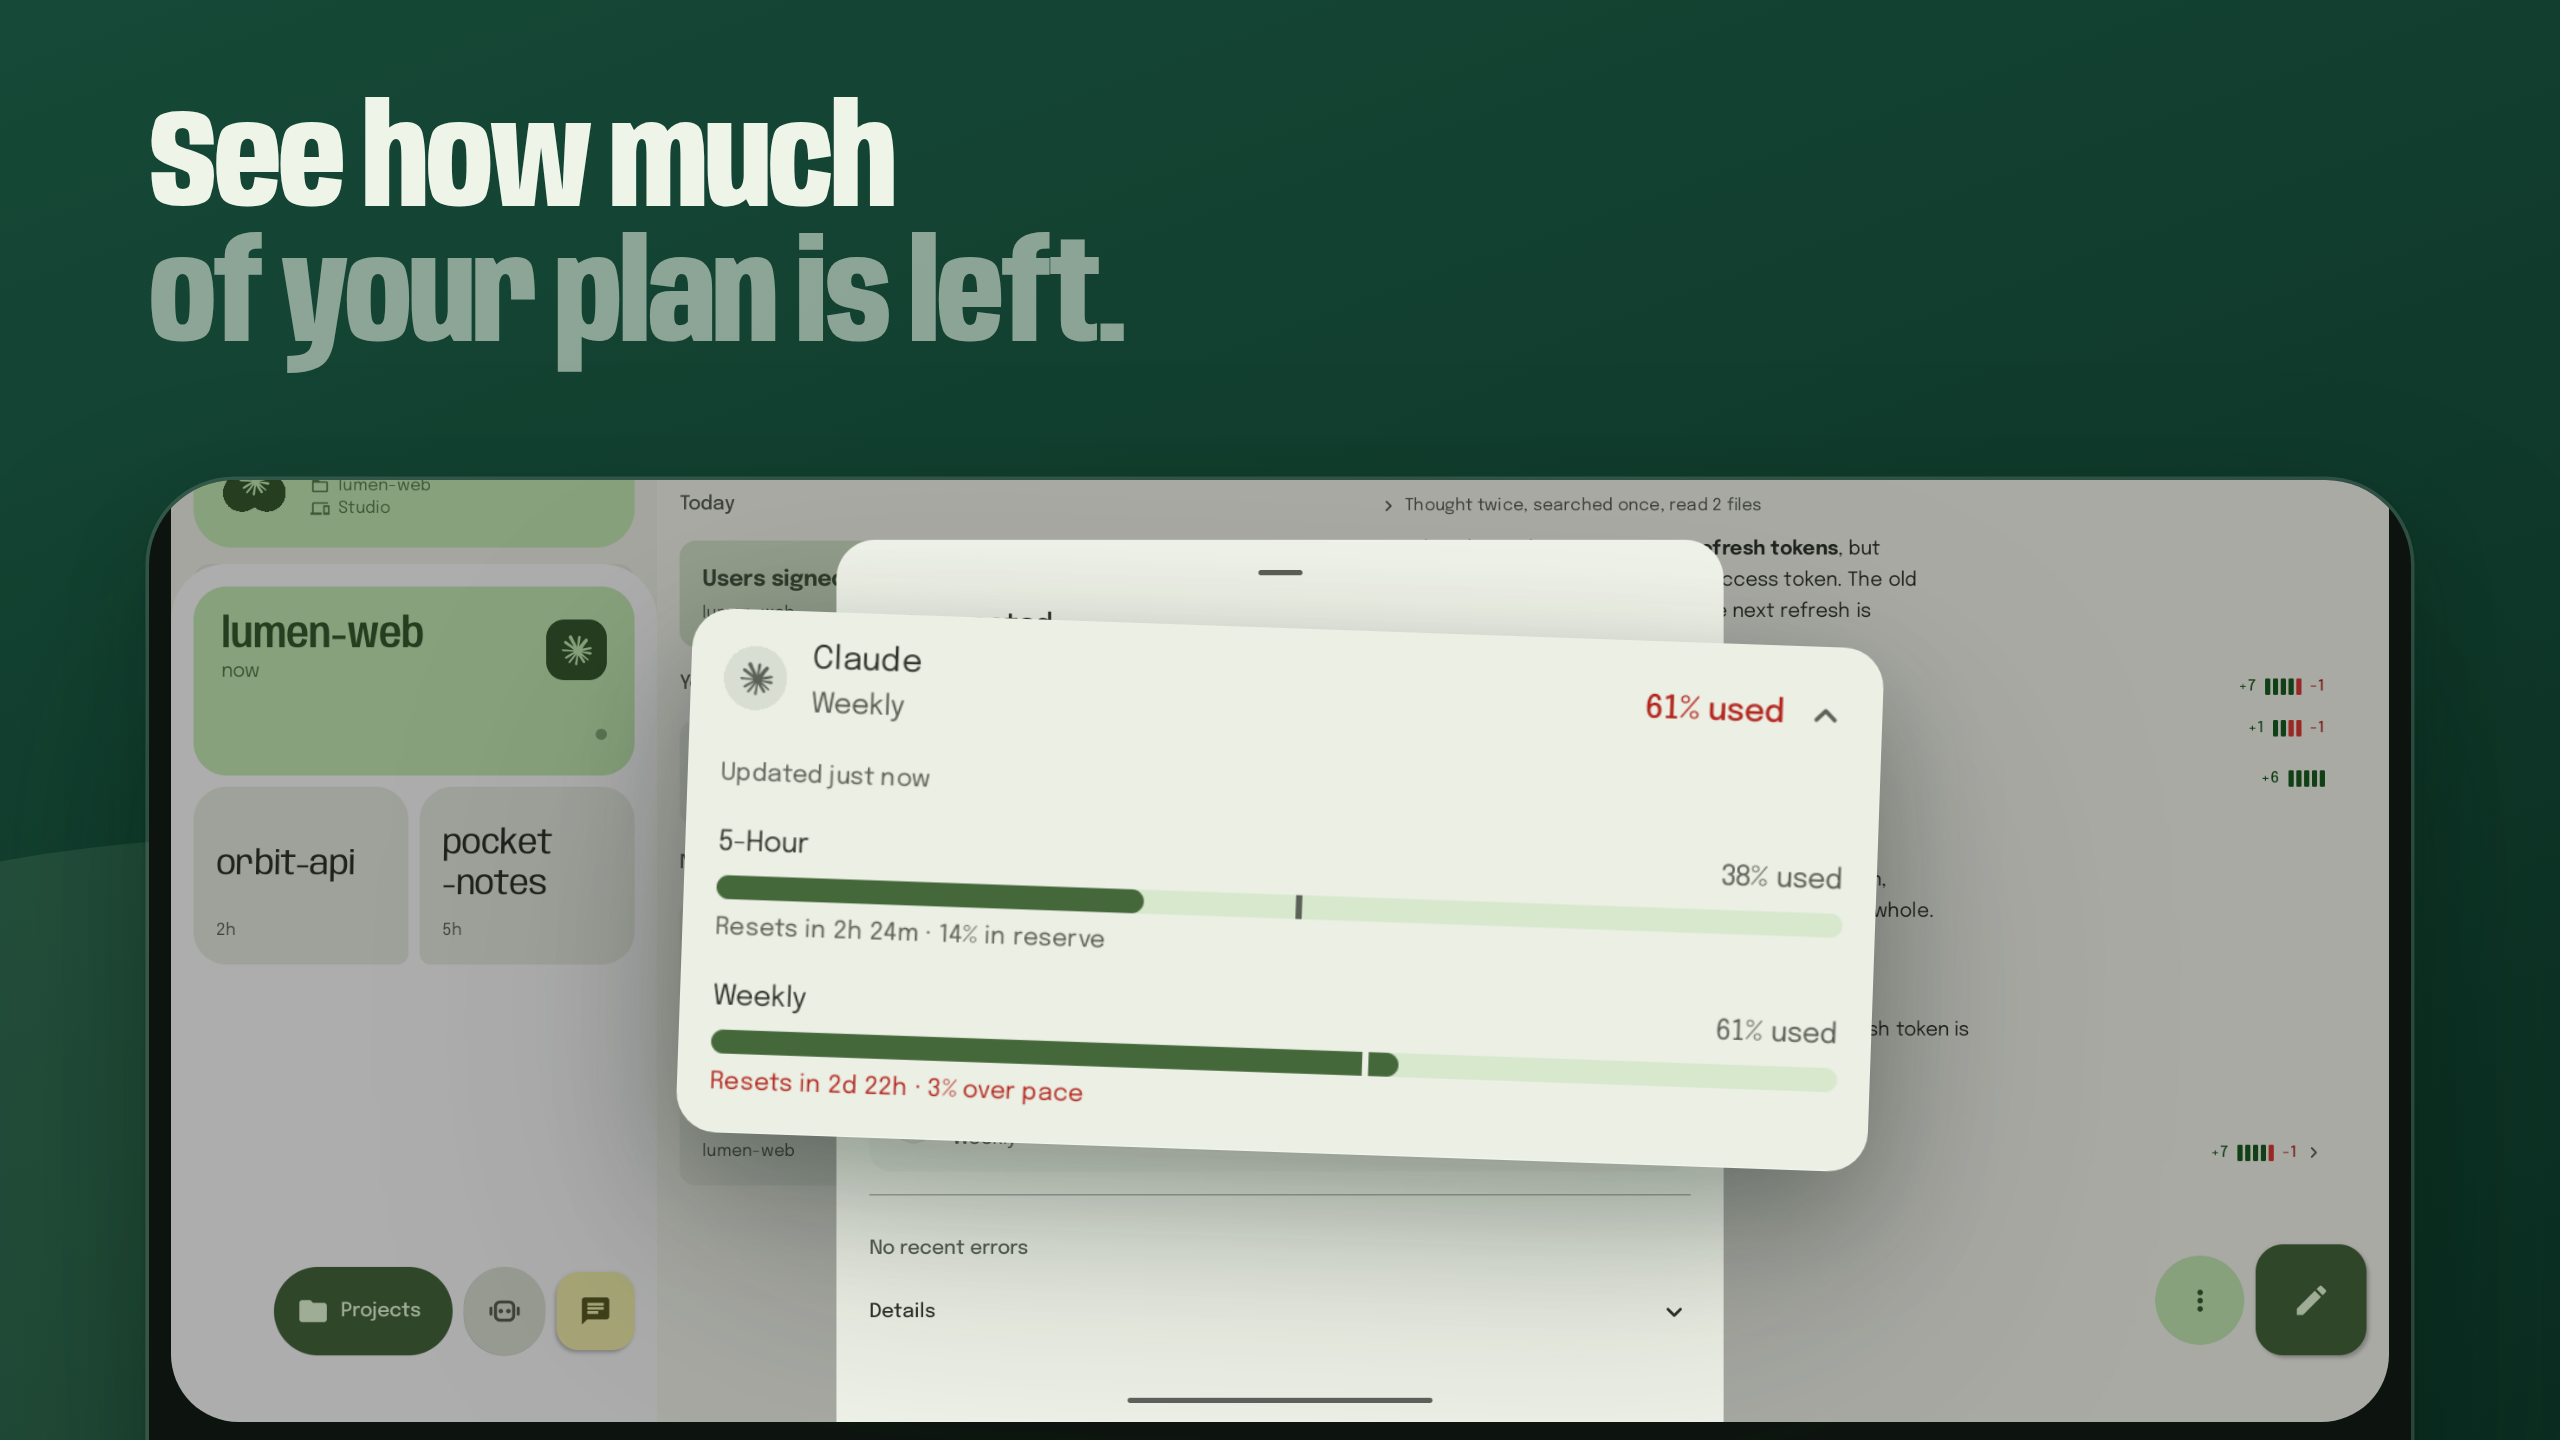 See how much
of your plan is left.
lumen-web
Studio
lumen-web
now
orbit-api
2h
pocket
-notes
5h
Projects
Today
Users signed
lumen-web
Thought twice, searched once, read 2 files
refresh tokens, but
access token. The old
next refresh is
+7 -1
+1 -1
+6
whole.
token is
+7 -1
Claude
Weekly
61% used
Updated just now
5-Hour
38% used
Resets in 2h 24m · 14% in reserve
Weekly
61% used
Resets in 2d 22h · 3% over pace
No recent errors
Details